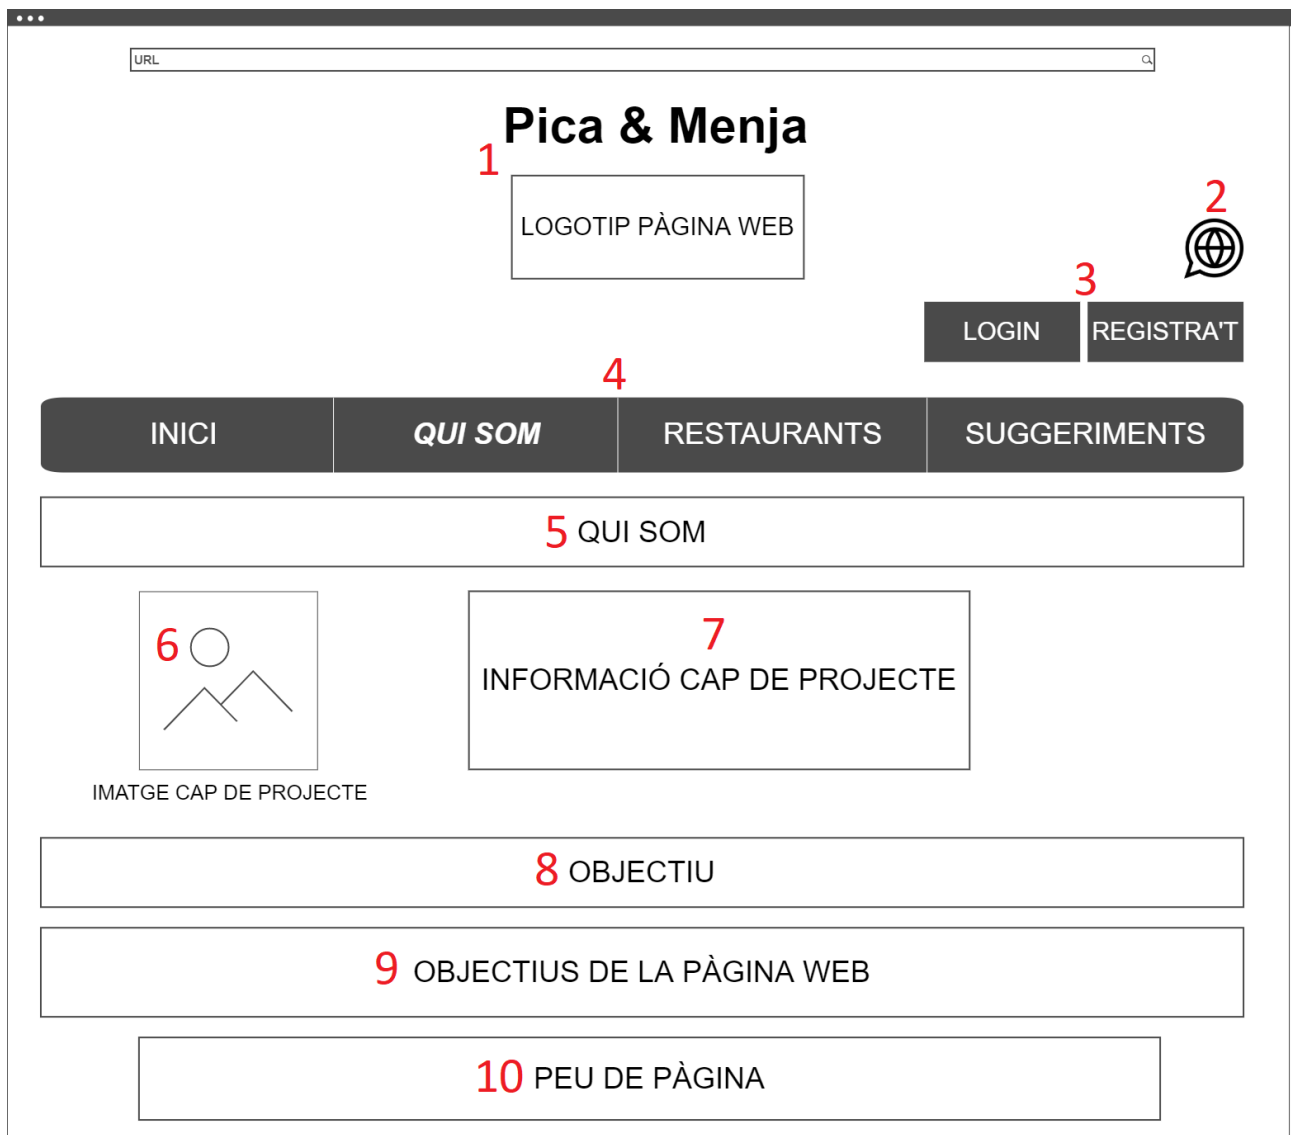 URL
Pica & Menja
1
LOGOTIP PÀGINA WEB
2
3
LOGIN REGISTRA'T
4
INICI QUI SOM RESTAURANTS SUGGERIMENTS
5 QUI SOM
6
7
INFORMACIÓ CAP DE PROJECTE
IMATGE CAP DE PROJECTE
8 OBJECTIU
9 OBJECTIUS DE LA PÀGINA WEB
10 PEU DE PÀGINA